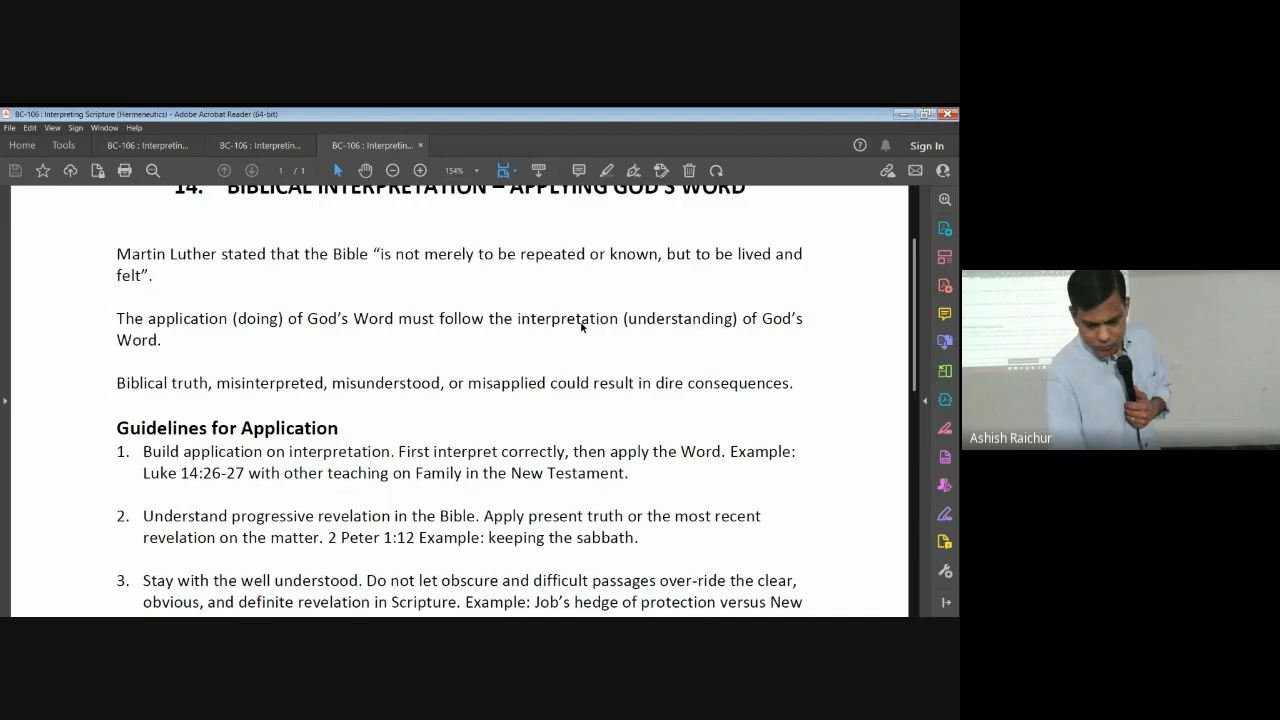 BC-106 : Interpreting Scripture (Hermeneutics) - Adobe Acrobat Reader (64-bit)
File Edit View Sign Window Help
Home Tools BC-106 : Interpretin... BC-106 : Interpretin... BC-106 : Interpretin... × Sign In
1 / 1 154%
14. BIBLICAL INTERPRETATION – APPLYING GOD'S WORD
Martin Luther stated that the Bible “is not merely to be repeated or known, but to be lived and
felt”.
The application (doing) of God’s Word must follow the interpretation (understanding) of God’s
Word.
Biblical truth, misinterpreted, misunderstood, or misapplied could result in dire consequences.
Guidelines for Application
1. Build application on interpretation. First interpret correctly, then apply the Word. Example:
Luke 14:26-27 with other teaching on Family in the New Testament.
2. Understand progressive revelation in the Bible. Apply present truth or the most recent
revelation on the matter. 2 Peter 1:12 Example: keeping the sabbath.
3. Stay with the well understood. Do not let obscure and difficult passages over-ride the clear,
obvious, and definite revelation in Scripture. Example: Job’s hedge of protection versus New
Ashish Raichur